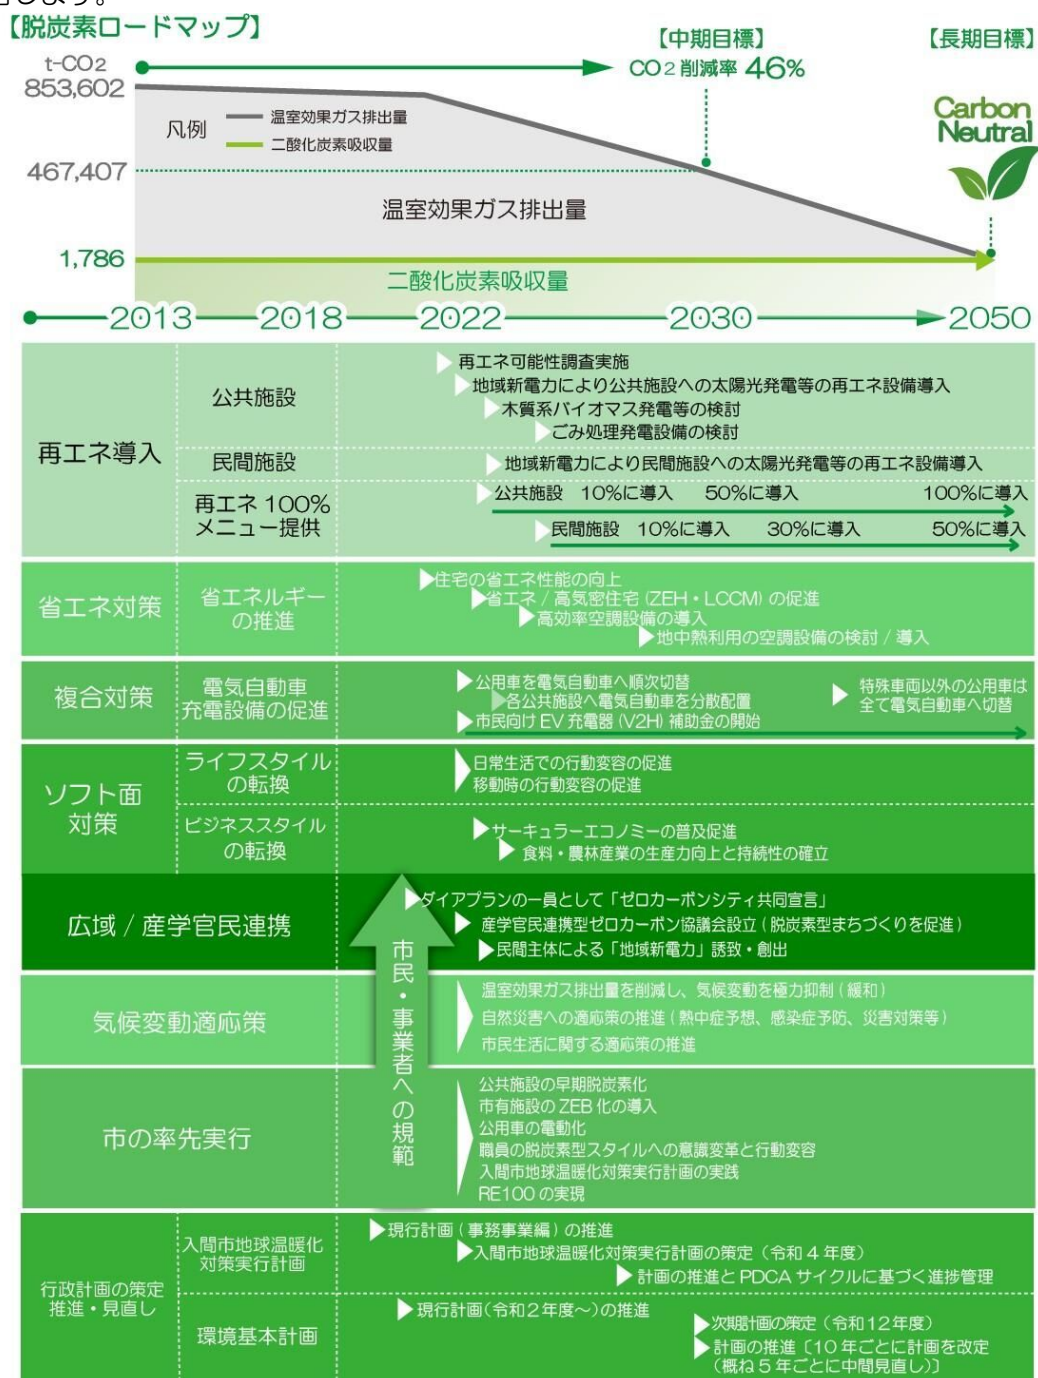 します。
【脱炭素ロードマップ】
【中期目標】
【長期目標】
t-CO2
853,602
CO2削減率 46%
凡例
温室効果ガス排出量
二酸化炭素吸収量
Carbon
Neutral
467,407
温室効果ガス排出量
1,786
二酸化炭素吸収量
2013 2018 2022 2030 2050
再エネ導入
公共施設
再エネ可能性調査実施
地域新電力により公共施設への太陽光発電等の再エネ設備導入
木質系バイオマス発電等の検討
ごみ処理発電設備の検討
民間施設
地域新電力により民間施設への太陽光発電等の再エネ設備導入
再エネ100%
メニュー提供
公共施設 10%に導入 50%に導入 100%に導入
民間施設 10%に導入 30%に導入 50%に導入
省エネ対策
省エネルギー
の推進
住宅の省エネ性能の向上
省エネ / 高気密住宅 (ZEH・LCCM) の促進
高効率空調設備の導入
地中熱利用の空調設備の検討 / 導入
複合対策
電気自動車
充電設備の促進
公用車を電気自動車へ順次切替
各公共施設へ電気自動車を分散配置
市民向け EV 充電器 (V2H) 補助金の開始
特殊車両以外の公用車は
全て電気自動車へ切替
ソフト面
対策
ライフスタイル
の転換
日常生活での行動変容の促進
移動時の行動変容の促進
ビジネススタイル
の転換
サーキュラーエコノミーの普及促進
食料・農林産業の生産力向上と持続性の確立
広域 / 産学官民連携
ダイアプランの一員として「ゼロカーボンシティ共同宣言」
産学官民連携型ゼロカーボン協議会設立 ( 脱炭素型まちづくりを促進 )
民間主体による「地域新電力」誘致・創出
市民・事業者への規範
気候変動適応策
温室効果ガス排出量を削減し、気候変動を極力抑制 ( 緩和 )
自然災害への適応策の推進 ( 熱中症予想、感染症予防、災害対策等 )
市民生活に関する適応策の推進
市の率先実行
公共施設の早期脱炭素化
市有施設の ZEB 化の導入
公用車の電動化
職員の脱炭素型スタイルへの意識変革と行動変容
入間市地球温暖化対策実行計画の実践
RE100 の実現
行政計画の策定
推進・見直し
入間市地球温暖化
対策実行計画
現行計画 ( 事務事業編 ) の推進
入間市地球温暖化対策実行計画の策定（令和４年度）
計画の推進と PDCA サイクルに基づく進捗管理
環境基本計画
現行計画(令和２年度～)の推進
次期計画の策定（令和１２年度）
計画の推進〔10 年ごとに計画を改定
（概ね５年ごとに中間見直し）〕